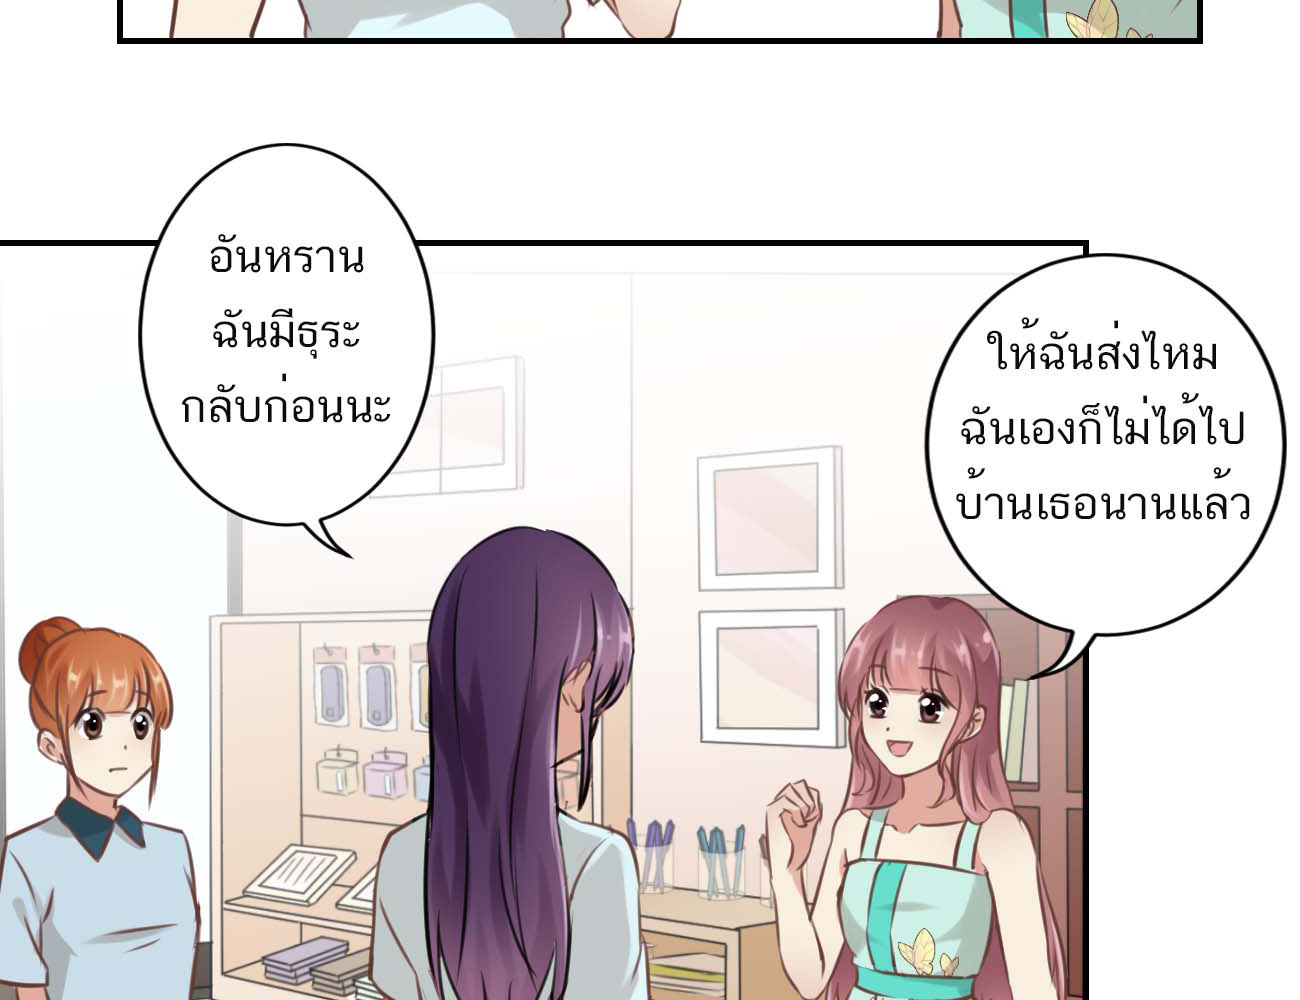 อันหราน
ฉันมีธุระ
กลับก่อนนะ
ให้ฉันส่งไหม
ฉันเองก็ไม่ได้ไป
บ้านเธอนานแล้ว